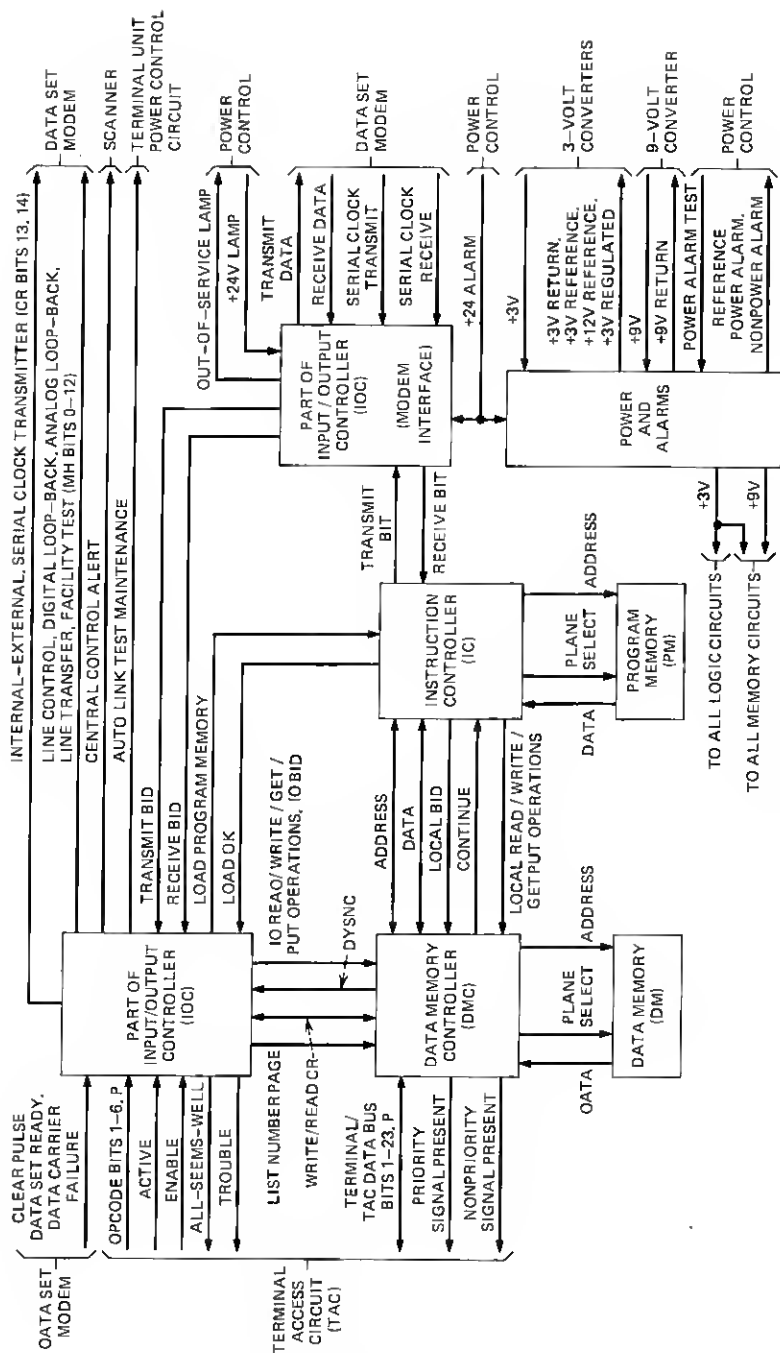 CLEAR PULSE
DATA SET READY,
DATA CARRIER
FAILURE
OATA SET
MODEM
OPCODE BITS 1–6, P
ACTIVE
ENABLE
ALL–SEEMS–WELL
TROUBLE
LIST NUMBER PAGE
WRITE/READ CR
TERMINAL
ACCESS
CIRCUIT
(TAC)
TERMINAL/
TAC DATA BUS
BITS 1–23, P
PRIORITY
SIGNAL PRESENT
NONPRIORITY
SIGNAL PRESENT
PART OF
INPUT/OUTPUT
CONTROLLER
(IOC)
IO REAO/WRITE/GET/
PUT OPERATIONS, IO BID
DYSNC
DATA MEMORY
CONTROLLER
(DMC)
OATA
PLANE
SELECT
ADDRESS
DATA MEMORY
(DM)
INTERNAL–EXTERNAL, SERIAL CLOCK TRANSMITTER (ICR BITS 13, 14)
LINE CONTROL, DIGITAL LOOP–BACK, ANALOG LOOP–BACK,
LINE TRANSFER, FACILITY TEST (MH BITS 0–12)
CENTRAL CONTROL ALERT
AUTO LINK TEST MAINTENANCE
DATA SET
MODEM
SCANNER
TERMINAL UNIT
POWER CONTROL
CIRCUIT
TRANSMIT BID
RECEIVE BID
LOAD PROGRAM MEMORY
LOAD OK
ADDRESS
DATA
LOCAL BID
CONTINUE
LOCAL READ/WRITE/
GETPUT OPERATIONS
INSTRUCTION
CONTROLLER
(IC)
DATA
PLANE
SELECT
ADDRESS
PROGRAM
MEMORY
(PM)
TRANSMIT
BIT
RECEIVE BIT
PART OF
INPUT/OUTPUT
CONTROLLER
(IOC)
(MODEM
INTERFACE)
OUT–OF–SERVICE LAMP
+24V LAMP
POWER
CONTROL
TRANSMIT
DATA
RECEIVE DATA
SERIAL CLOCK
TRANSMIT
SERIAL CLOCK
RECEIVE
DATA SET
MODEM
+24 ALARM
POWER
CONTROL
POWER
AND
ALARMS
+3V
+3V RETURN,
+3V REFERENCE,
+12V REFERENCE,
+3V REGULATED
3–VOLT
CONVERTERS
+9V
+9V RETURN
9–VOLT
CONVERTER
POWER ALARM TEST
REFERENCE
POWER ALARM,
NONPOWER ALARM
POWER
CONTROL
+3V
+9V
TO ALL LOGIC CIRCUITS
TO ALL MEMORY CIRCUITS